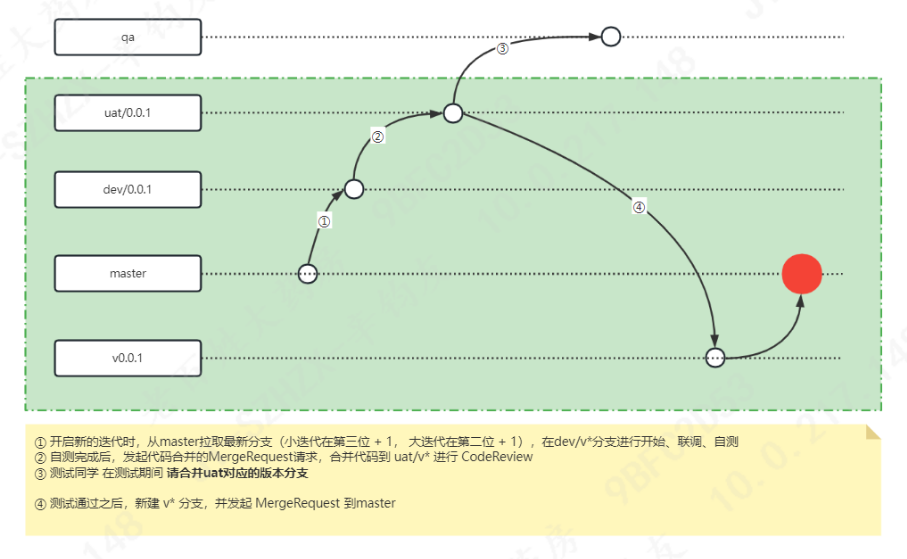 qa
③
uat/0.0.1
②
dev/0.0.1
①
④
master
v0.0.1
① 开启新的迭代时，从master拉取最新分支（小迭代在第三位 + 1， 大迭代在第二位 + 1），在dev/v*分支进行开始、联调、自测
② 自测完成后，发起代码合并的MergeRequest请求，合并代码到 uat/v* 进行 CodeReview
③ 测试同学 在测试期间 请合并uat对应的版本分支
④ 测试通过之后，新建 v* 分支，并发起 MergeRequest 到master